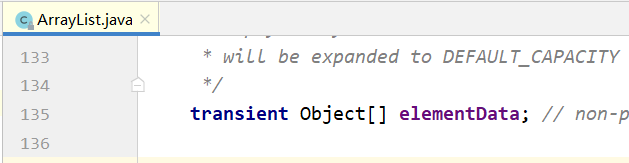 ArrayList.java
133 * will be expanded to DEFAULT_CAPACITY
134 */
135 transient Object[] elementData; // non-p
136